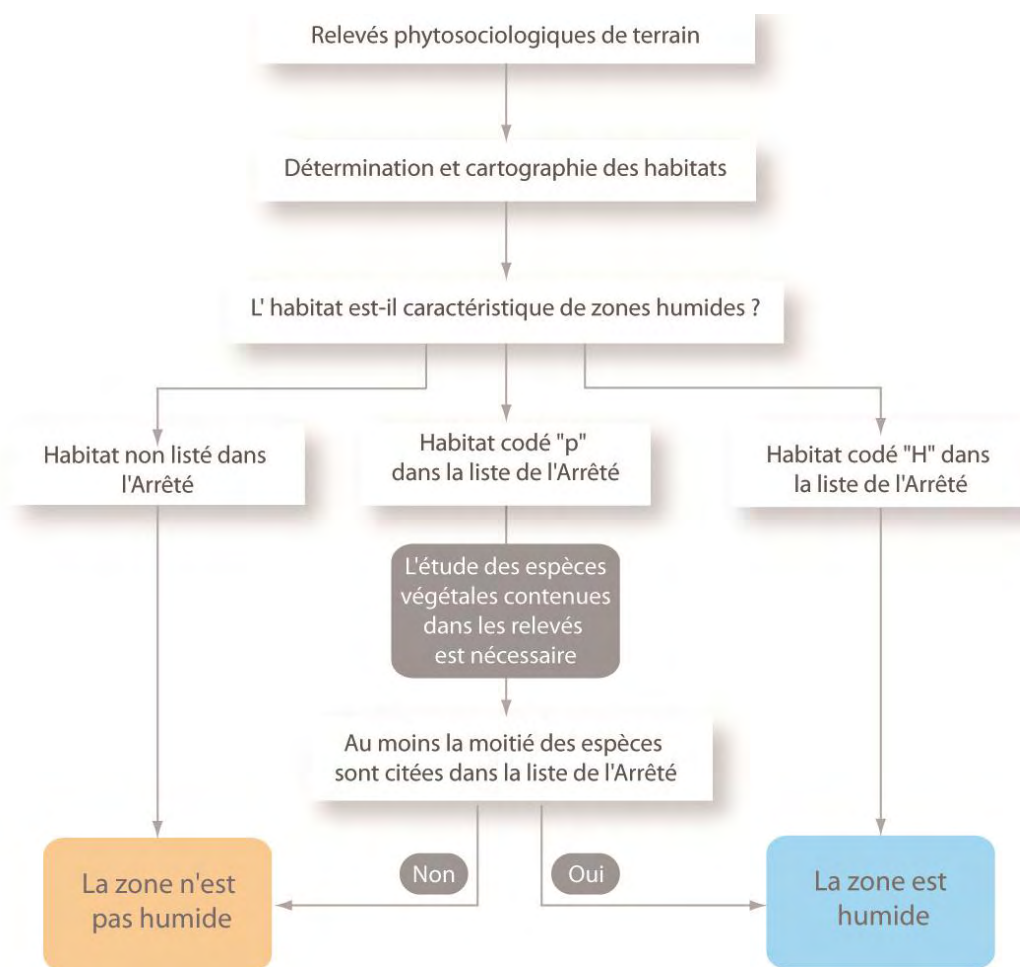 Relevés phytosociologiques de terrain
Détermination et cartographie des habitats
L' habitat est-il caractéristique de zones humides ?
Habitat non listé dans
l'Arrêté
Habitat codé "p"
dans la liste de l'Arrêté
Habitat codé "H" dans
la liste de l'Arrêté
L'étude des espèces
végétales contenues
dans les relevés
est nécessaire
Au moins la moitié des espèces
sont citées dans la liste de l'Arrêté
Non
Oui
La zone n'est
pas humide
La zone est
humide